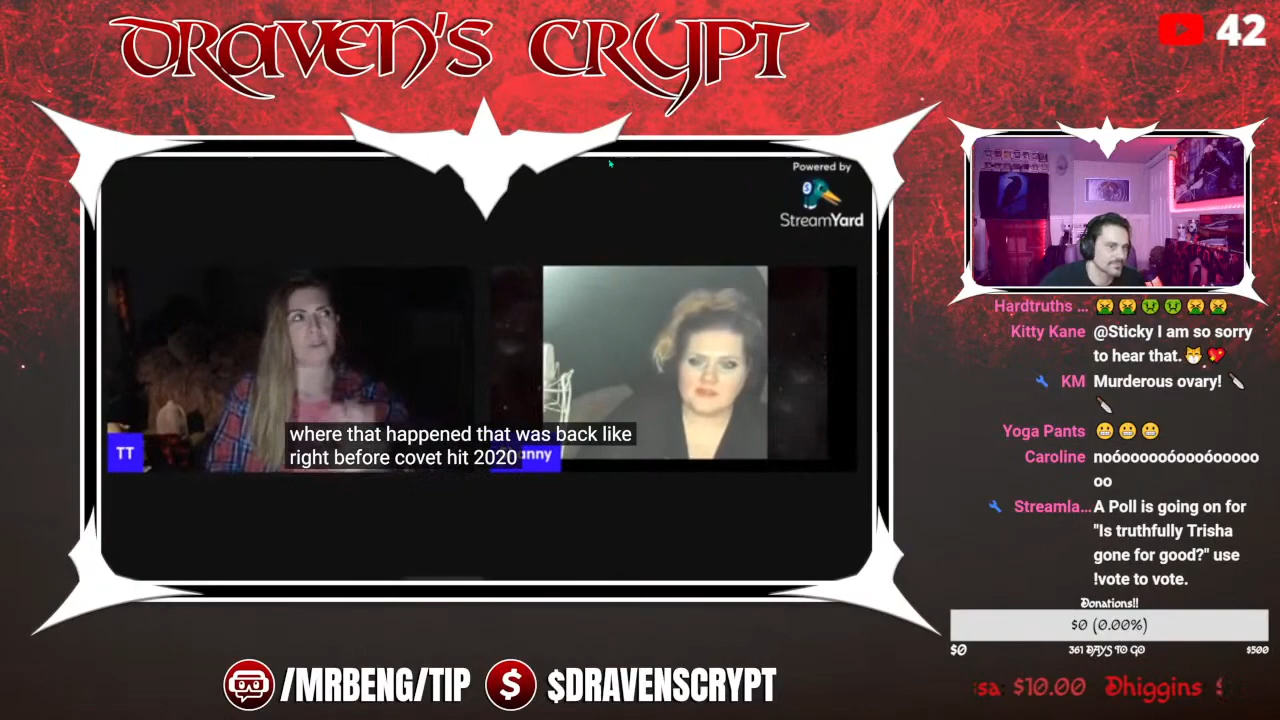 DRAVEN'S CRYPT
42
Powered by
StreamYard
TT
where that happened that was back like
right before covet hit 2020
anny
Hardtruths ...
Kitty Kane @Sticky I am so sorry
to hear that. 😺 💖
KM Murderous ovary! 🔪
🔪
Yoga Pants 😬 😬 😬
Caroline
oo
Streamla... A Poll is going on for
"Is truthfully Trisha
gone for good?" use
!vote to vote.
Donations!!
$0 (0.00%)
$0 361 DAYS TO GO $500
/MRBENG/TIP $DRAVENSCRYPT
sa: $10.00 Dhiggins